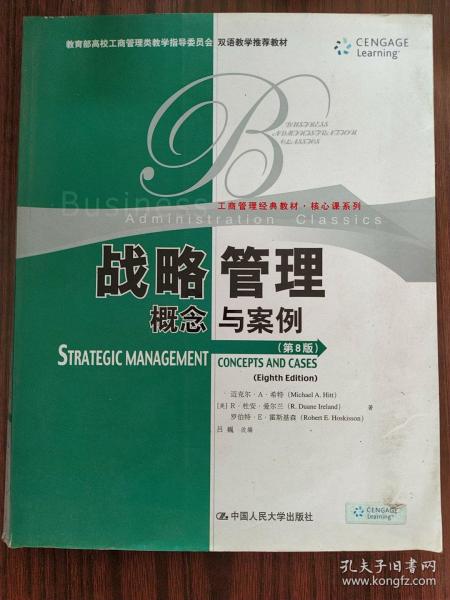 教育部高校工商管理类教学指导委员会 双语教学推荐教材
CENGAGE
Learning™
B
BUSINESS
ADMINISTRATION
CLASSICS
工商管理经典教材·核心课系列
Business
Administration Classics
战略管理
概念与案例
(第8版)
STRATEGIC MANAGEMENT CONCEPTS AND CASES
(Eighth Edition)
迈克尔·A·希特(Michael A. Hitt)
[美] R·杜安·爱尔兰(R. Duane Ireland) 著
罗伯特·E·霍斯基森(Robert E. Hoskisson)
吕巍 改编
中国人民大学出版社
CENGAGE
Learning™
孔夫子旧书网
www.kongfz.com